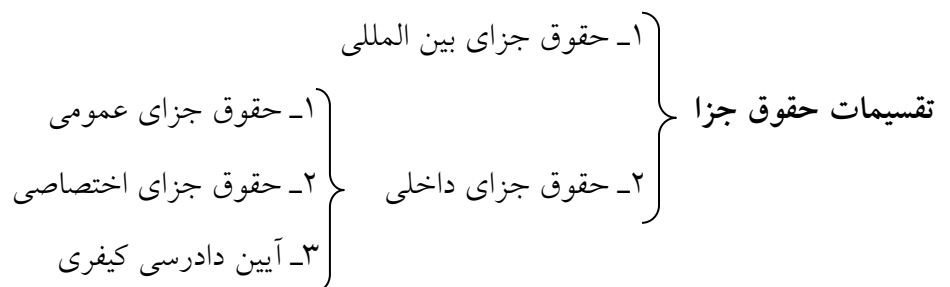 تقسیمات حقوق جزا
۱ـ حقوق جزای بین المللی
۲ـ حقوق جزای داخلی
۱ـ حقوق جزای عمومی
۲ـ حقوق جزای اختصاصی
۳ـ آیین دادرسی کیفری